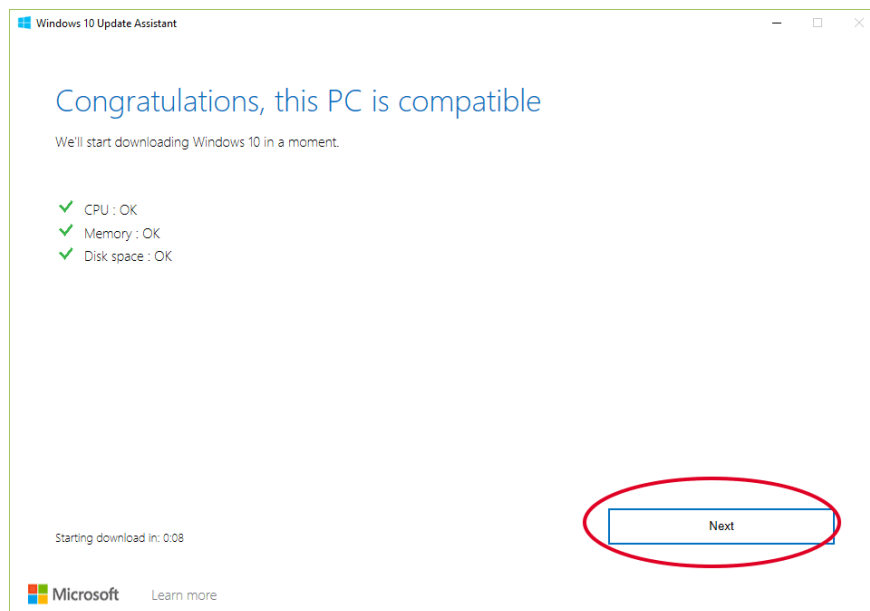 Windows 10 Update Assistant
Congratulations, this PC is compatible
We'll start downloading Windows 10 in a moment.
CPU : OK
Memory : OK
Disk space : OK
Next
Starting download in: 0:08
Microsoft
Learn more